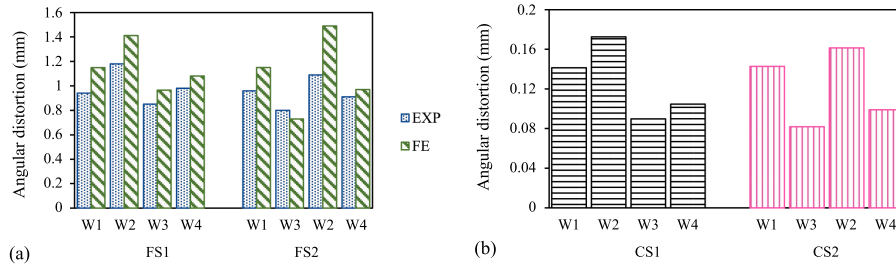 Angular distortion (mm)
1.6
1.4
1.2
1
0.8
0.6
0.4
0.2
0
W1 W2 W3 W4 W1 W3 W2 W4
FS1 FS2
EXP
FE
(a)
Angular distortion (mm)
0.2
0.16
0.12
0.08
0.04
0
W1 W2 W3 W4 W1 W3 W2 W4
CS1 CS2
(b)